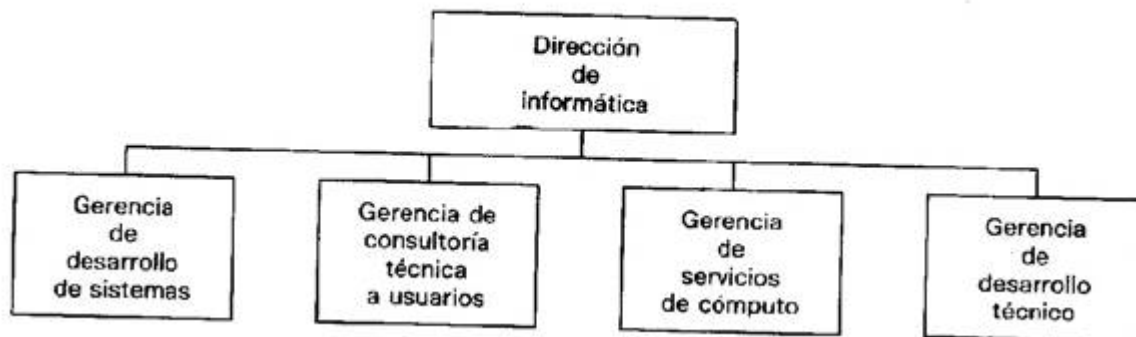 Dirección
de
informática
Gerencia
de
desarrollo
de sistemas
Gerencia de
consultoría
técnica
a usuarios
Gerencia
de
servicios
de cómputo
Gerencia
de
desarrollo
técnico